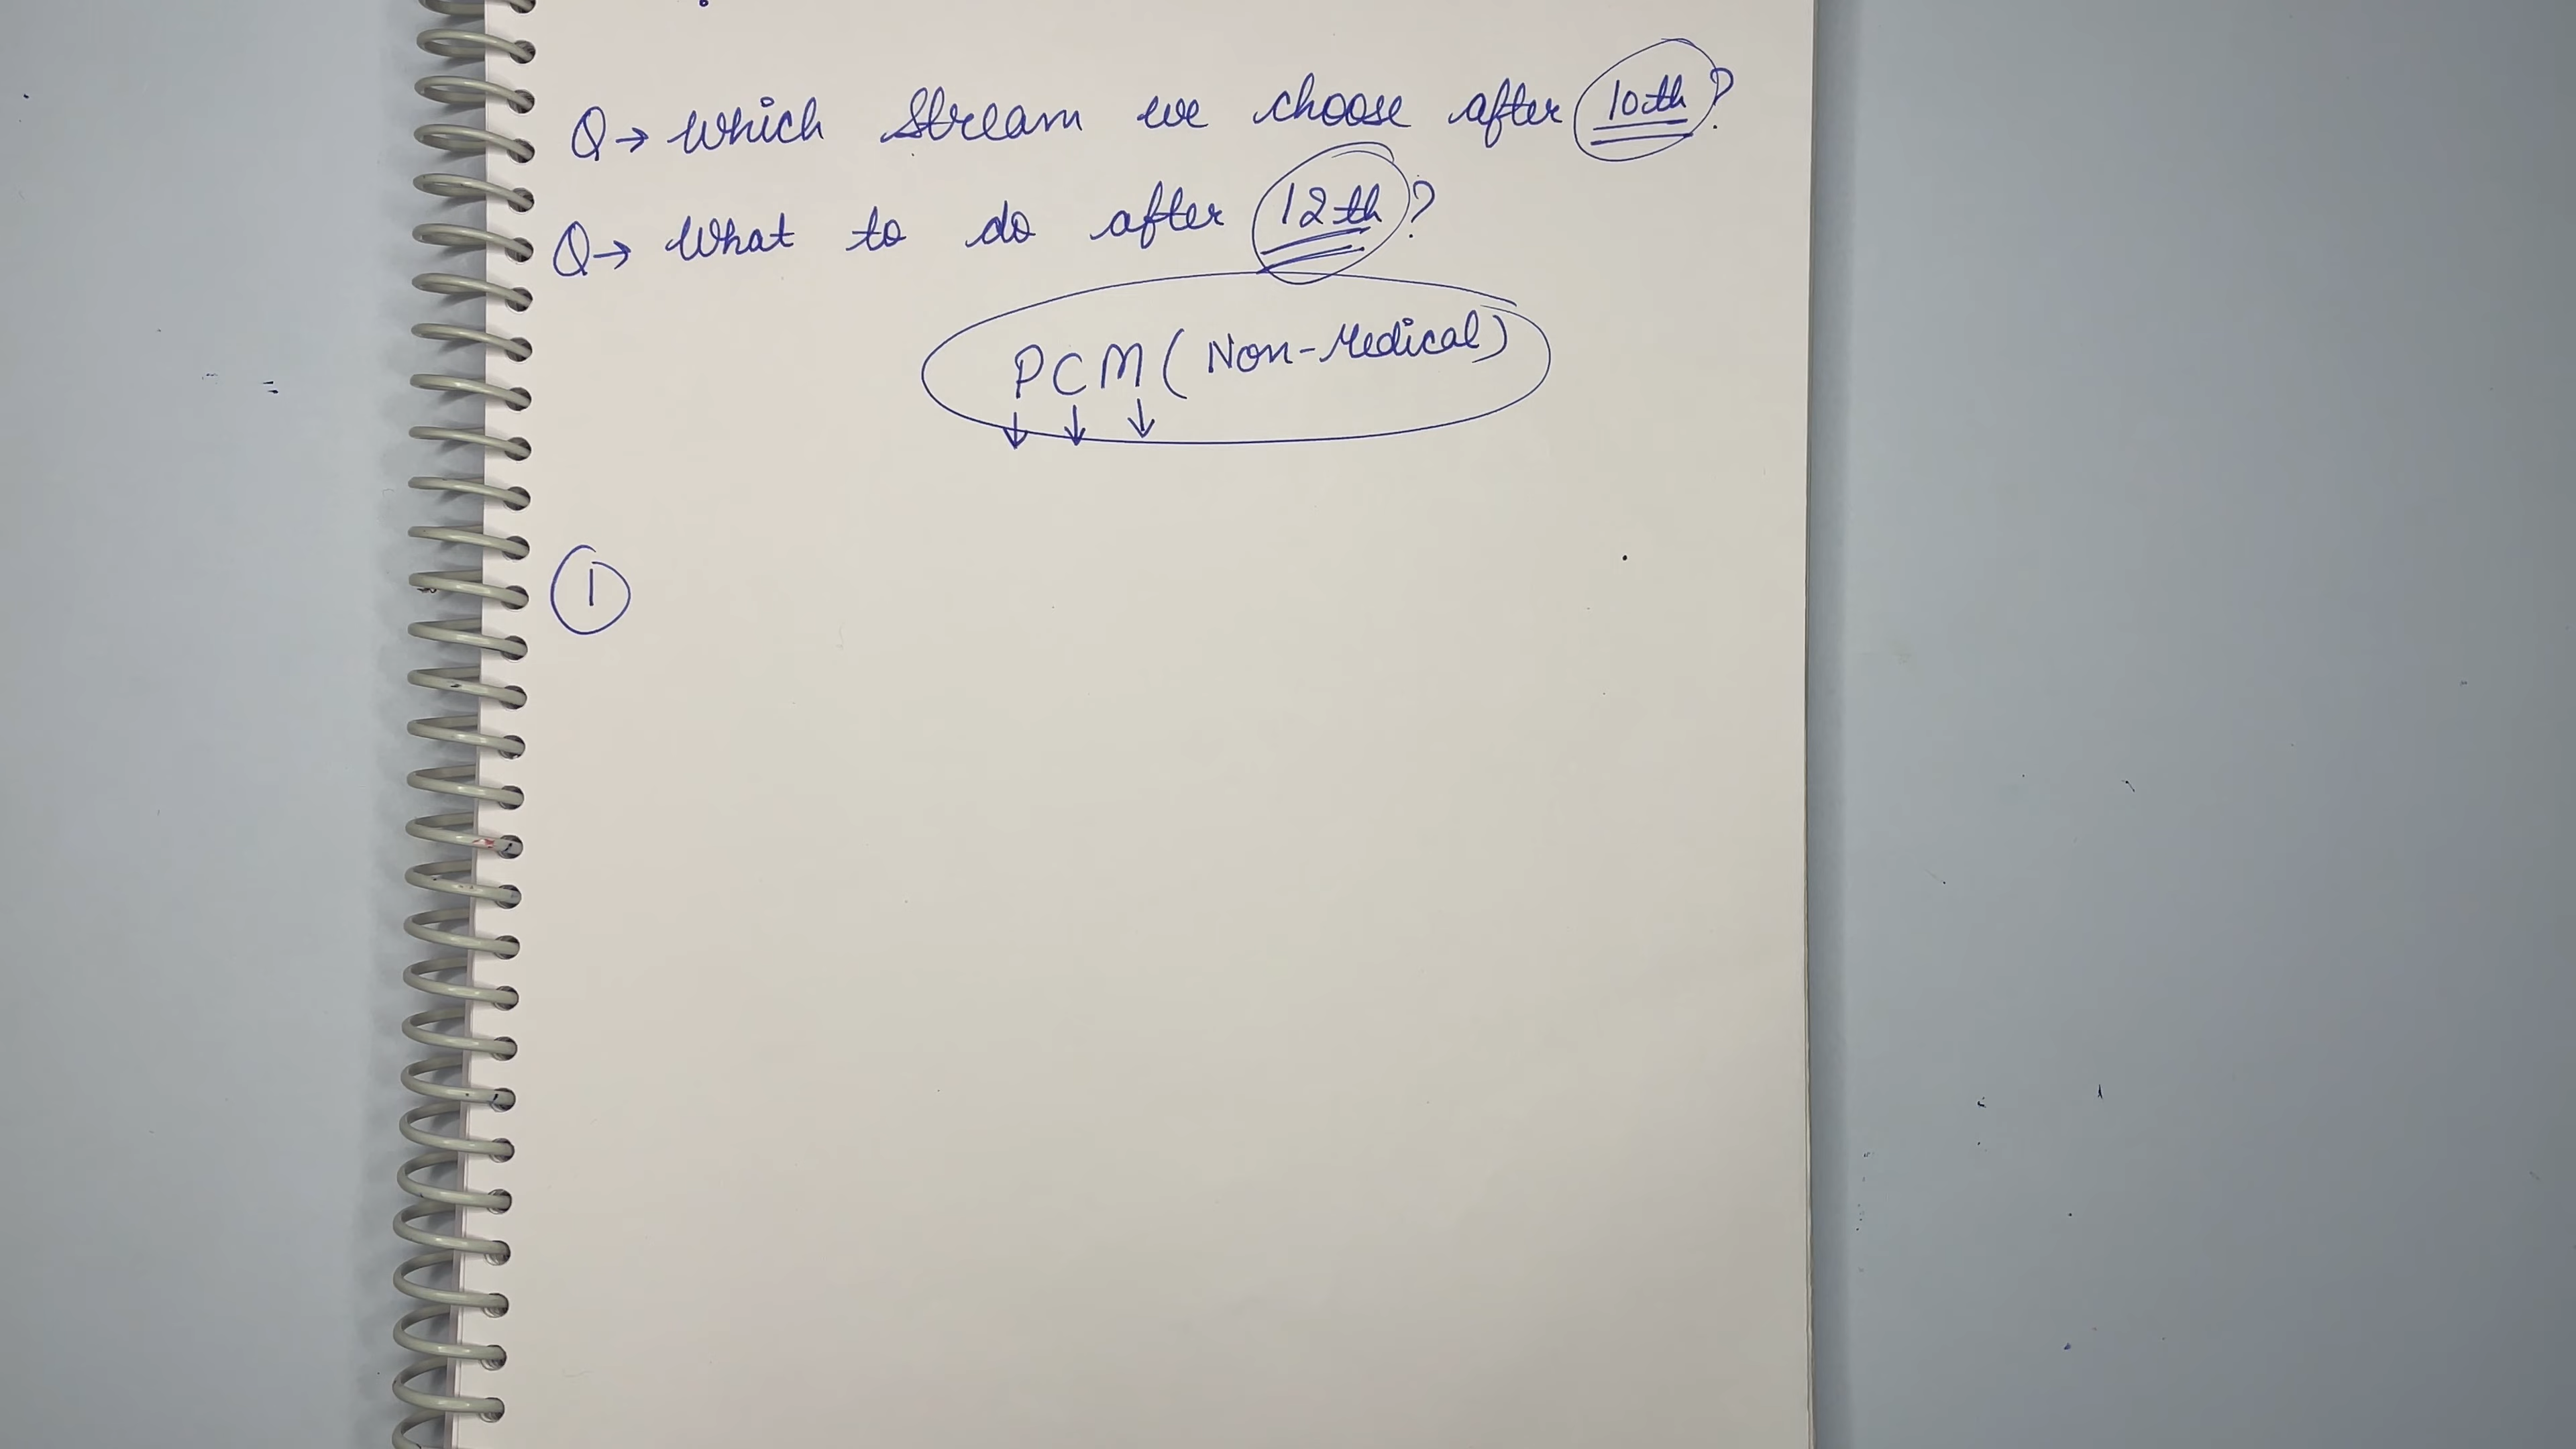 Q→ Which Stream we choose after 10th?
Q→ What to do after 12th?
PCM (Non-Medical)
↓ ↓ ↓
①